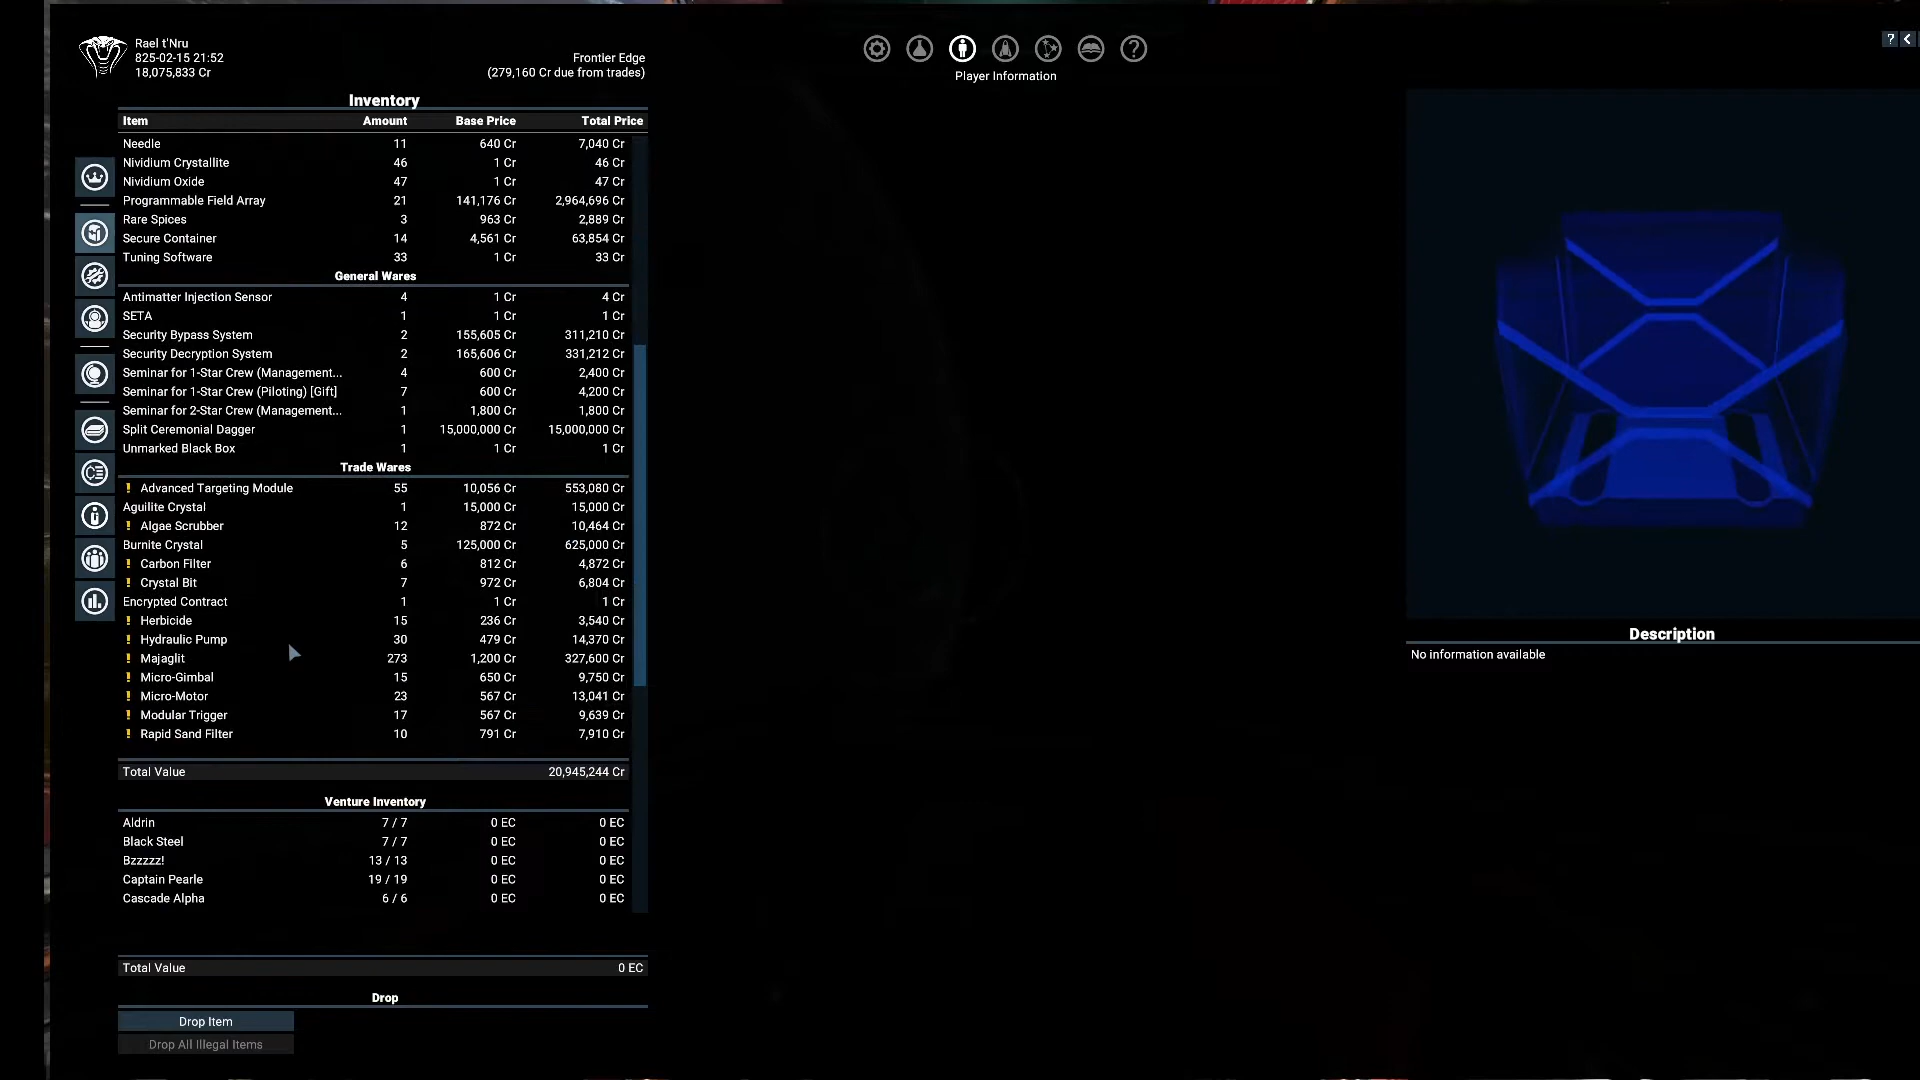 Rael t'Nru
825-02-15 21:52
18,075,833 Cr
Frontier Edge
(279,160 Cr due from trades)
Player Information
?
Inventory
Item Amount Base Price Total Price
Needle 11 640 Cr 7,040 Cr
Nividium Crystallite 46 1 Cr 46 Cr
Nividium Oxide 47 1 Cr 47 Cr
Programmable Field Array 21 141,176 Cr 2,964,696 Cr
Rare Spices 3 963 Cr 2,889 Cr
Secure Container 14 4,561 Cr 63,854 Cr
Tuning Software 33 1 Cr 33 Cr
General Wares
Antimatter Injection Sensor 4 1 Cr 4 Cr
SETA 1 1 Cr 1 Cr
Security Bypass System 2 155,605 Cr 311,210 Cr
Security Decryption System 2 165,606 Cr 331,212 Cr
Seminar for 1-Star Crew (Management... 4 600 Cr 2,400 Cr
Seminar for 1-Star Crew (Piloting) [Gift] 7 600 Cr 4,200 Cr
Seminar for 2-Star Crew (Management... 1 1,800 Cr 1,800 Cr
Split Ceremonial Dagger 1 15,000,000 Cr 15,000,000 Cr
Unmarked Black Box 1 1 Cr 1 Cr
Trade Wares
! Advanced Targeting Module 55 10,056 Cr 553,080 Cr
Aguilite Crystal 1 15,000 Cr 15,000 Cr
! Algae Scrubber 12 872 Cr 10,464 Cr
Burnite Crystal 5 125,000 Cr 625,000 Cr
! Carbon Filter 6 812 Cr 4,872 Cr
! Crystal Bit 7 972 Cr 6,804 Cr
Encrypted Contract 1 1 Cr 1 Cr
! Herbicide 15 236 Cr 3,540 Cr
! Hydraulic Pump 30 479 Cr 14,370 Cr
! Majaglit 273 1,200 Cr 327,600 Cr
! Micro-Gimbal 15 650 Cr 9,750 Cr
! Micro-Motor 23 567 Cr 13,041 Cr
! Modular Trigger 17 567 Cr 9,639 Cr
! Rapid Sand Filter 10 791 Cr 7,910 Cr
Total Value 20,945,244 Cr
Venture Inventory
Aldrin 7 / 7 0 EC 0 EC
Black Steel 7 / 7 0 EC 0 EC
Bzzzzz! 13 / 13 0 EC 0 EC
Captain Pearle 19 / 19 0 EC 0 EC
Cascade Alpha 6 / 6 0 EC 0 EC
Total Value 0 EC
Drop
Drop Item
Drop All Illegal Items
? <
Description
No information available